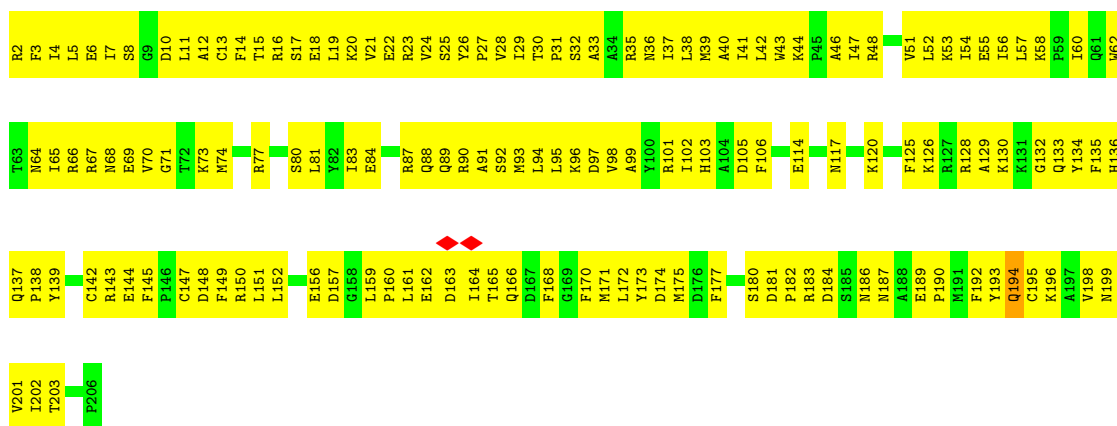 R2 F3 I4 L5 E6 I7 S8 G9 D10 L11 A12 C13 F14 T15 R16 S17 E18 L19 K20 V21 E22 R23 V24 S25 Y26 P27 V28 I29 T30 P31 S32 A33 A34 R35 N36 I37 L38 M39 A40 I41 L42 W43 K44 P45 A46 I47 R48 V51 L52 K53 I54 E55 I56 L57 K58 P59 I60 Q61 W62
T63 N64 I65 R66 R67 N68 E69 V70 G71 T72 K73 M74 R77 S80 L81 Y82 I83 E84 R87 Q88 Q89 R90 A91 S92 M93 L94 L95 K96 D97 V98 A99 Y100 R101 I102 H103 A104 D105 F106 E114 N117 K120 F125 K126 R127 R128 A129 K130 K131 G132 Q133 Y134 F135 H136
Q137 P138 Y139 C142 R143 E144 F145 P146 C147 D148 F149 R150 L151 L152 E156 D157 G158 L159 P160 L161 E162 D163 I164 T165 Q166 D167 F168 G169 F170 M171 L172 Y173 D174 M175 D176 F177 S180 D181 P182 R183 D184 S185 N186 N187 A188 E189 P190 M191 F192 Y193 Q194 C195 K196 A197 V198 N199
V201 I202 T203 P206